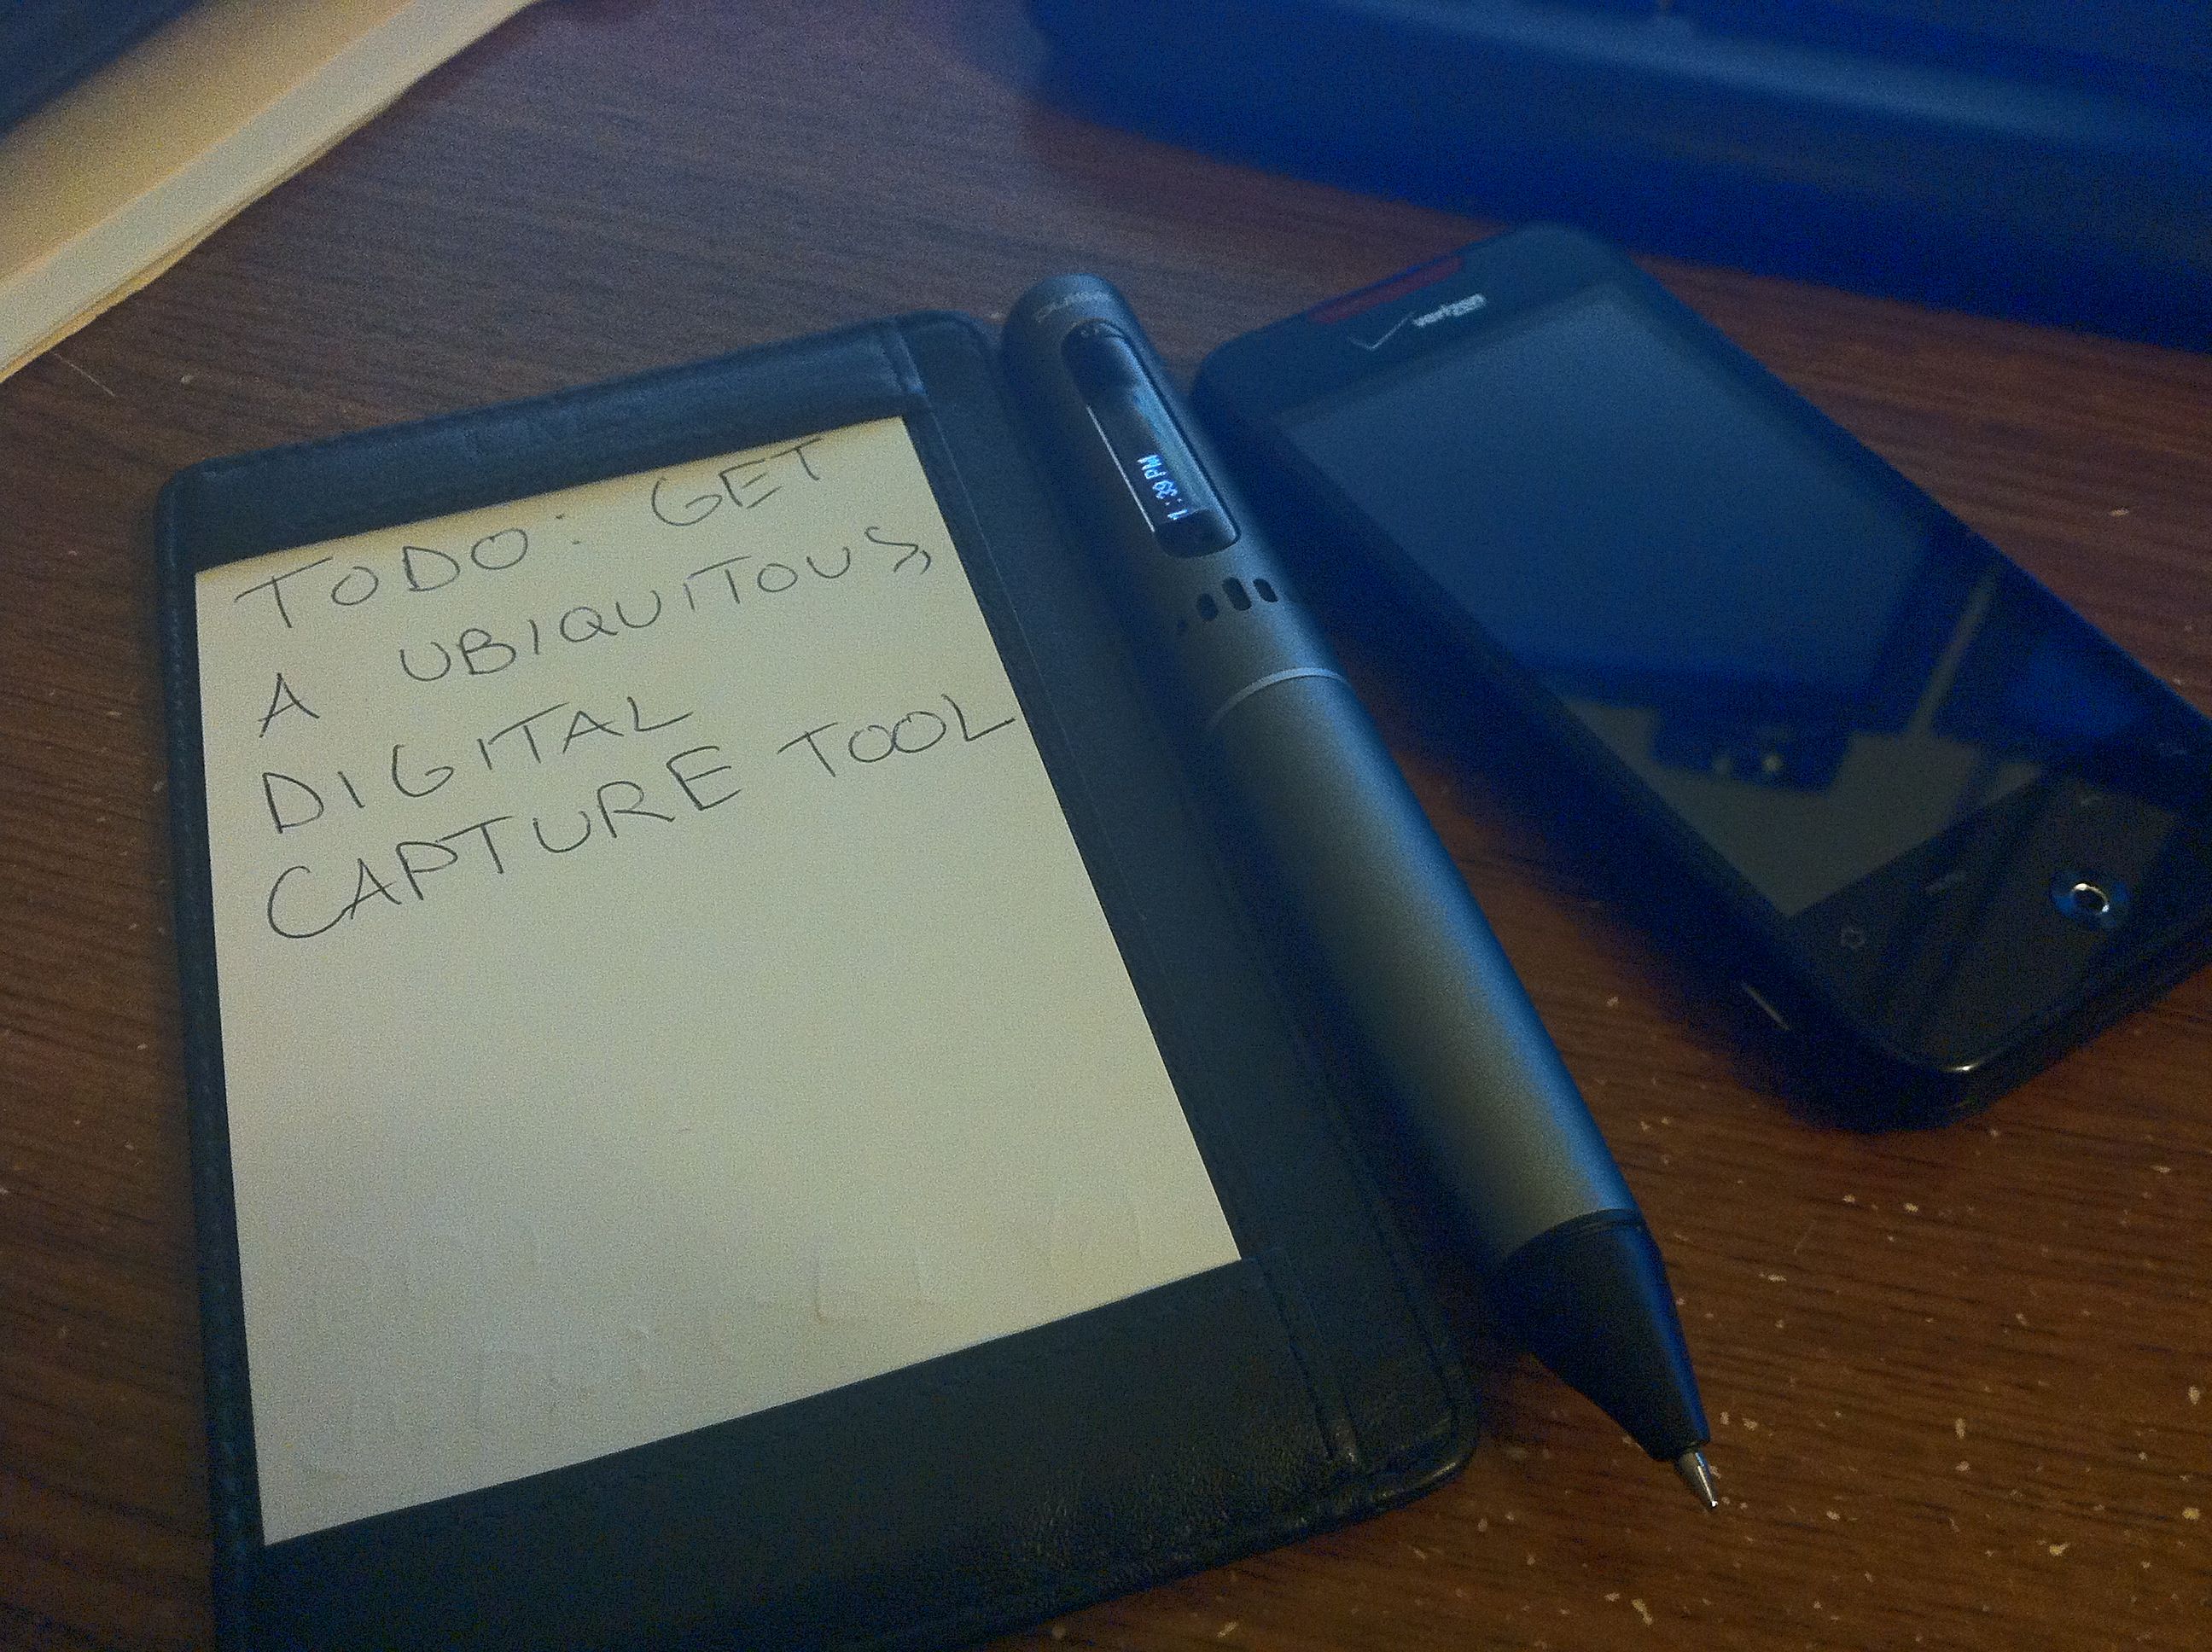 TODO: GET
A UBIQUITOUS,
DIGITAL
CAPTURE TOOL
1:39 PM
verizon